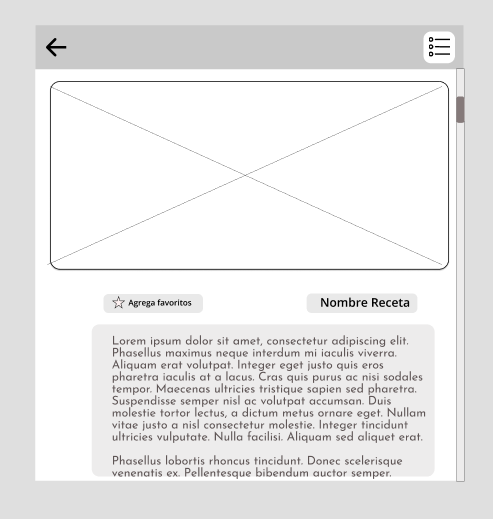 Agrega favoritos
Nombre Receta
Lorem ipsum dolor sit amet, consectetur adipiscing elit.
Phasellus maximus neque interdum mi iaculis viverra.
Aliquam erat volutpat. Integer eget justo quis eros
pharetra iaculis at a lacus. Cras quis purus ac nisi sodales
tempor. Maecenas ultricies tristique sapien sed pharetra.
Suspendisse semper nisl ac volutpat accumsan. Duis
molestie tortor lectus, a dictum metus ornare eget. Nullam
vitae justo a nisl consectetur molestie. Integer tincidunt
ultricies vulputate. Nulla facilisi. Aliquam sed aliquet erat.
Phasellus lobortis rhoncus tincidunt. Donec scelerisque
venenatis ex. Pellentesque bibendum auctor semper.